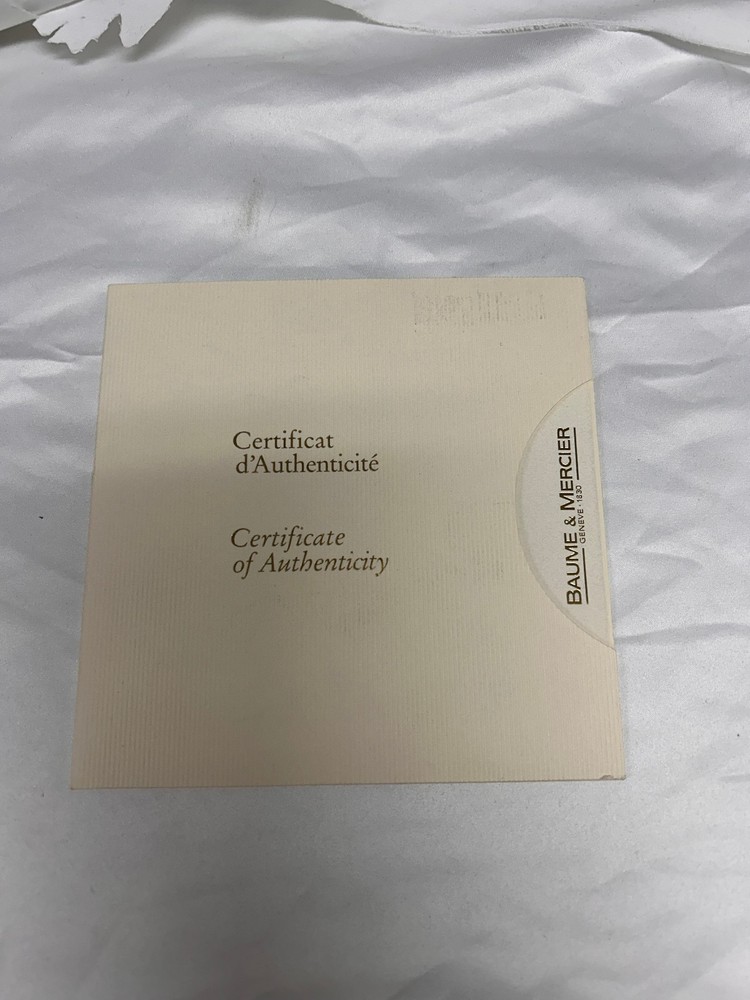 Certificat
d'Authenticité
Certificate
of Authenticity
BAUME & MERCIER
GENEVE · 1830